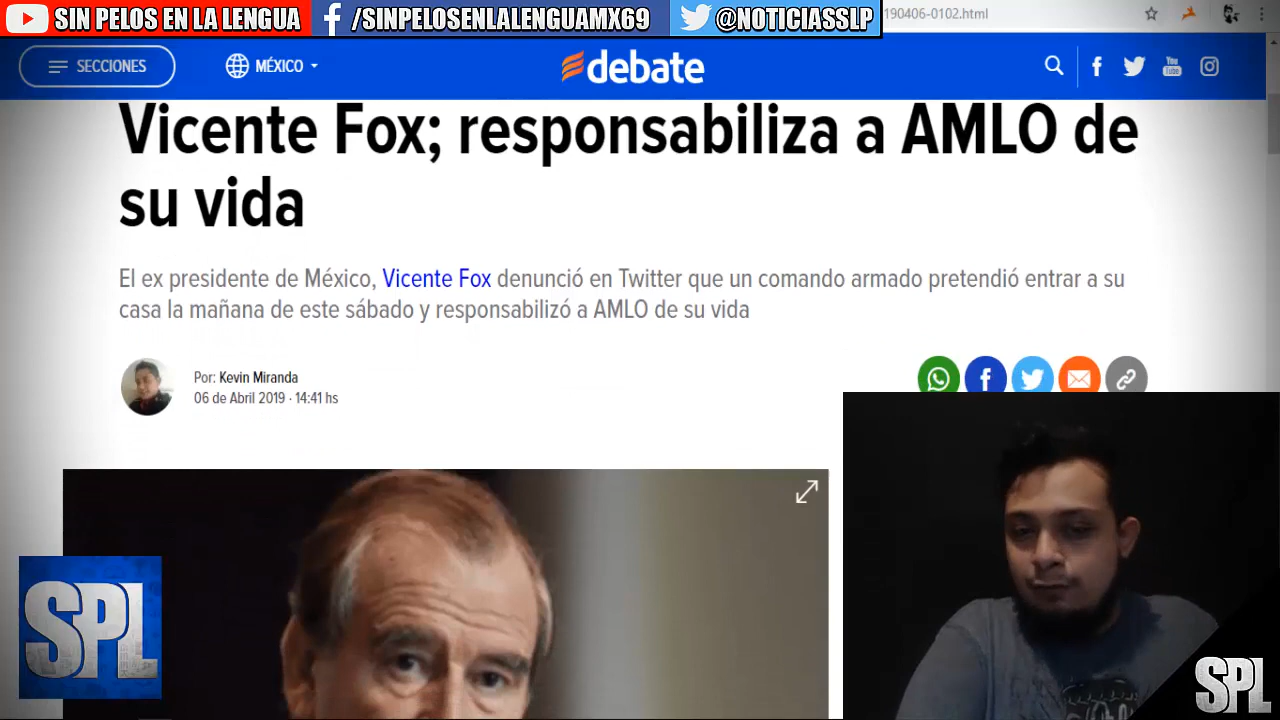 SIN PELOS EN LA LENGUA
/SINPELOSENLALENGUAMX69
@NOTICIASSLP
190406-0102.html
SECCIONES
MÉXICO
debate
You
Tube
Vicente Fox; responsabiliza a AMLO de
su vida
El ex presidente de México, Vicente Fox denunció en Twitter que un comando armado pretendió entrar a su
casa la mañana de este sábado y responsabilizó a AMLO de su vida
Por: Kevin Miranda
06 de Abril 2019 · 14:41 hs
SPL
SPL